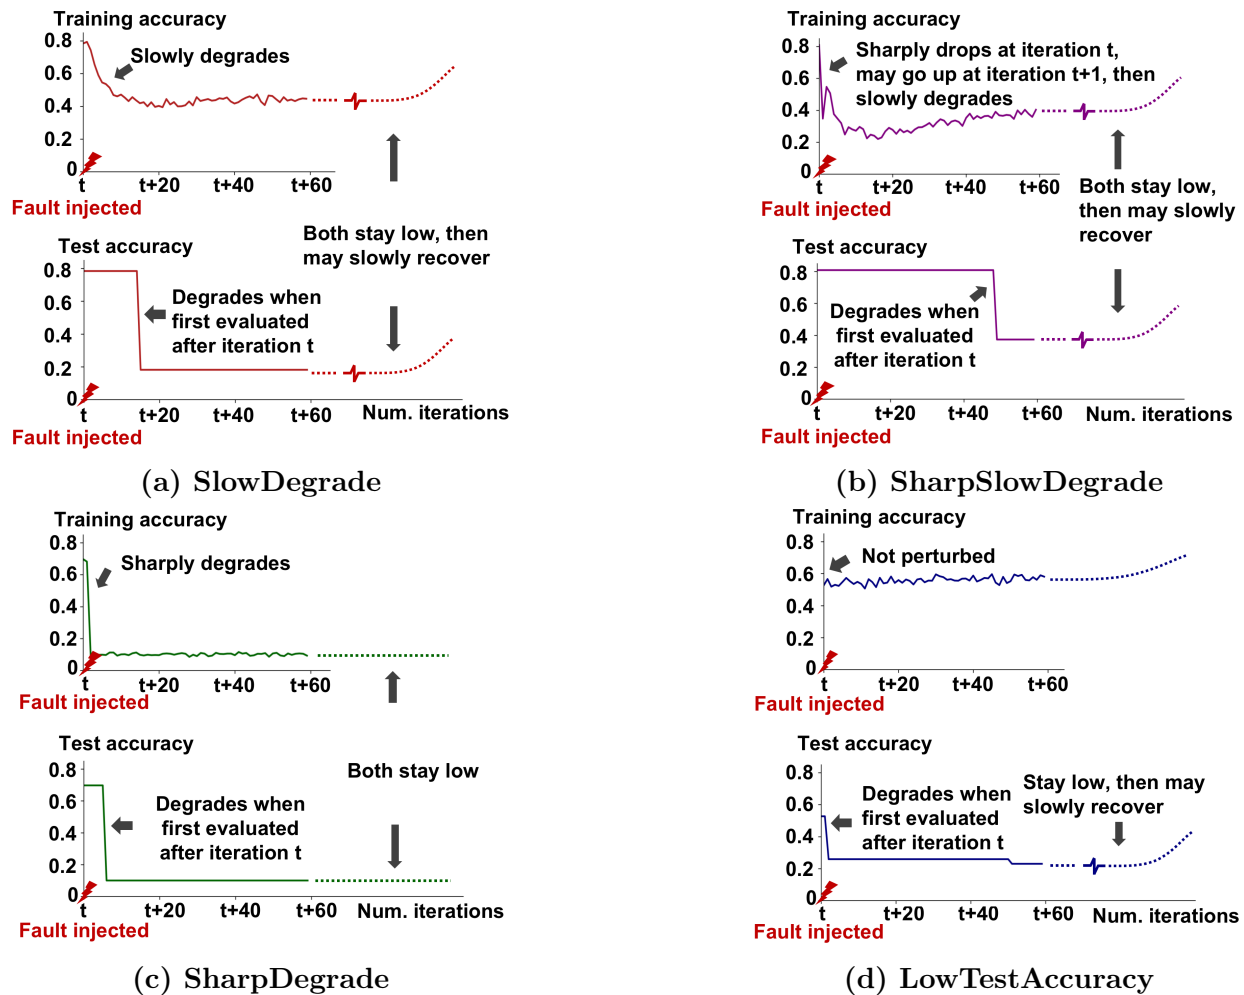 Training accuracy
0.8
Slowly degrades
0.6
0.4
0.2
0
t
t+20
t+40
t+60
Fault injected
Both stay low, then
may slowly recover
Test accuracy
0.8
Degrades when
first evaluated
after iteration t
0.6
0.4
0.2
0
t
t+20
t+40
t+60
Num. iterations
Fault injected
(a) SlowDegrade
Training accuracy
0.8
Sharply drops at iteration t,
may go up at iteration t+1, then
slowly degrades
0.6
0.4
0.2
0
t
t+20
t+40
t+60
Fault injected
Both stay low,
then may slowly
recover
Test accuracy
0.8
0.6
Degrades when
first evaluated
after iteration t
0.4
0.2
0
t
t+20
t+40
t+60
Num. iterations
Fault injected
(b) SharpSlowDegrade
Training accuracy
0.8
Sharply degrades
0.6
0.4
0.2
0
t
t+20
t+40
t+60
Fault injected
Test accuracy
Both stay low
0.8
0.6
Degrades when
first evaluated
after iteration t
0.4
0.2
0
t
t+20
t+40
t+60
Num. iterations
Fault injected
(c) SharpDegrade
Training accuracy
0.8
Not perturbed
0.6
0.4
0.2
0
t
t+20
t+40
t+60
Fault injected
Test accuracy
0.8
Stay low, then may
slowly recover
Degrades when
first evaluated
after iteration t
0.6
0.4
0.2
0
t
t+20
t+40
t+60
Num. iterations
Fault injected
(d) LowTestAccuracy